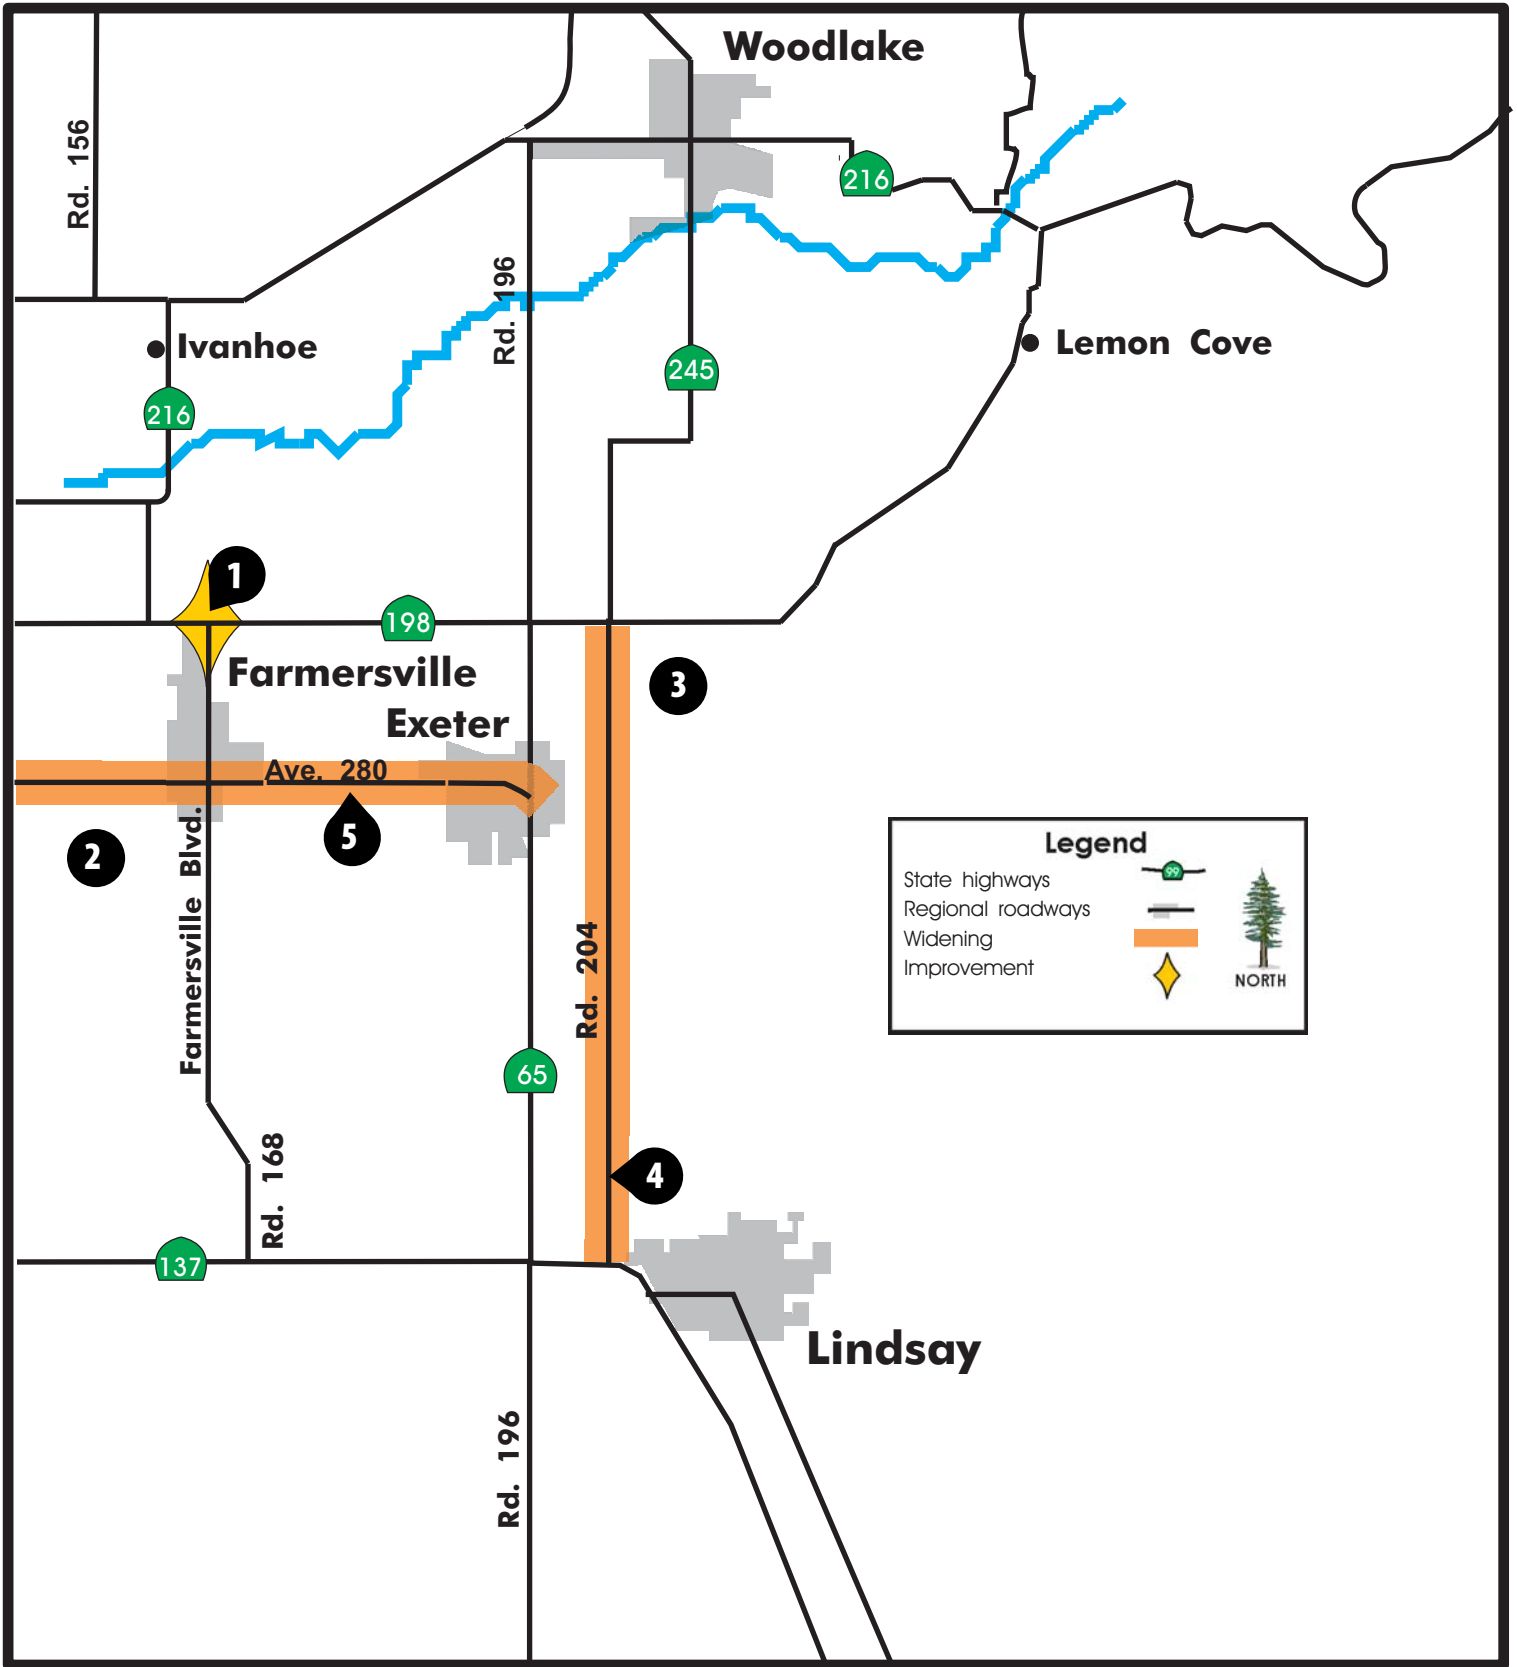 Woodlake
Rd. 156
216
Rd. 196
Ivanhoe
Lemon Cove
245
216
1
198
Farmersville
3
Exeter
Ave. 280
5
2
Farmersville Blvd.
Legend
State highways
99
Regional roadways
Widening
Improvement
NORTH
Rd. 204
65
4
Rd. 168
137
Lindsay
Rd. 196